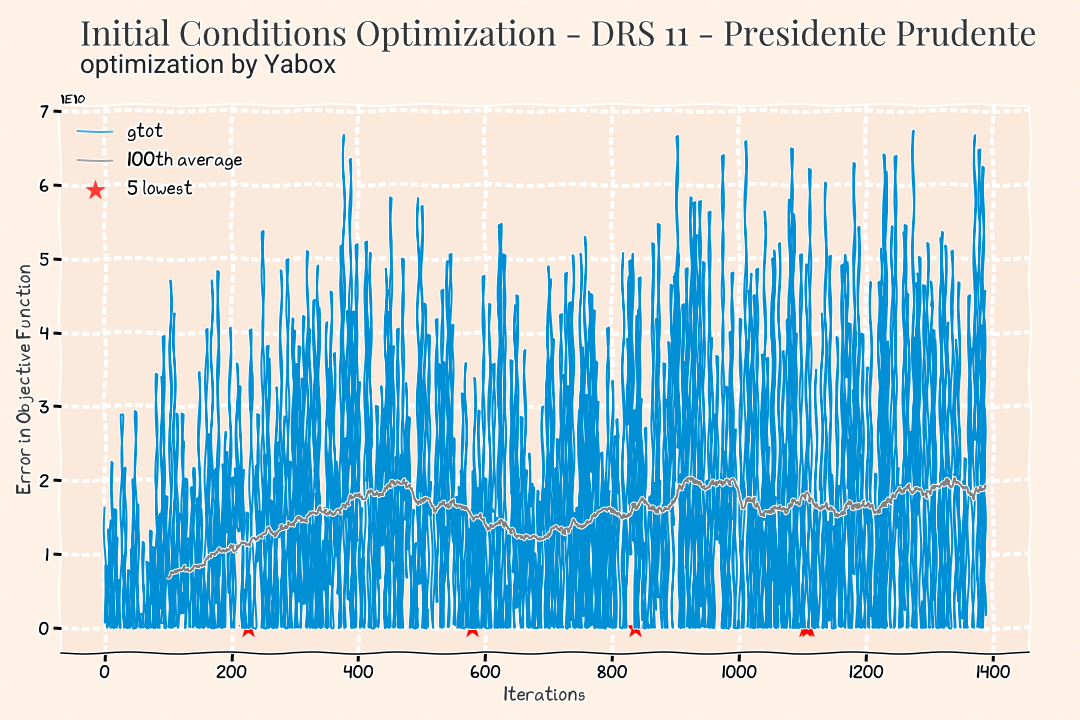 Initial Conditions Optimization - DRS 11 - Presidente Prudente
optimization by Yabox
1E10
7
6
5
4
3
2
1
0
gtot
100th average
5 lowest
Error in Objective Function
0 200 400 600 800 1000 1200 1400
Iterations